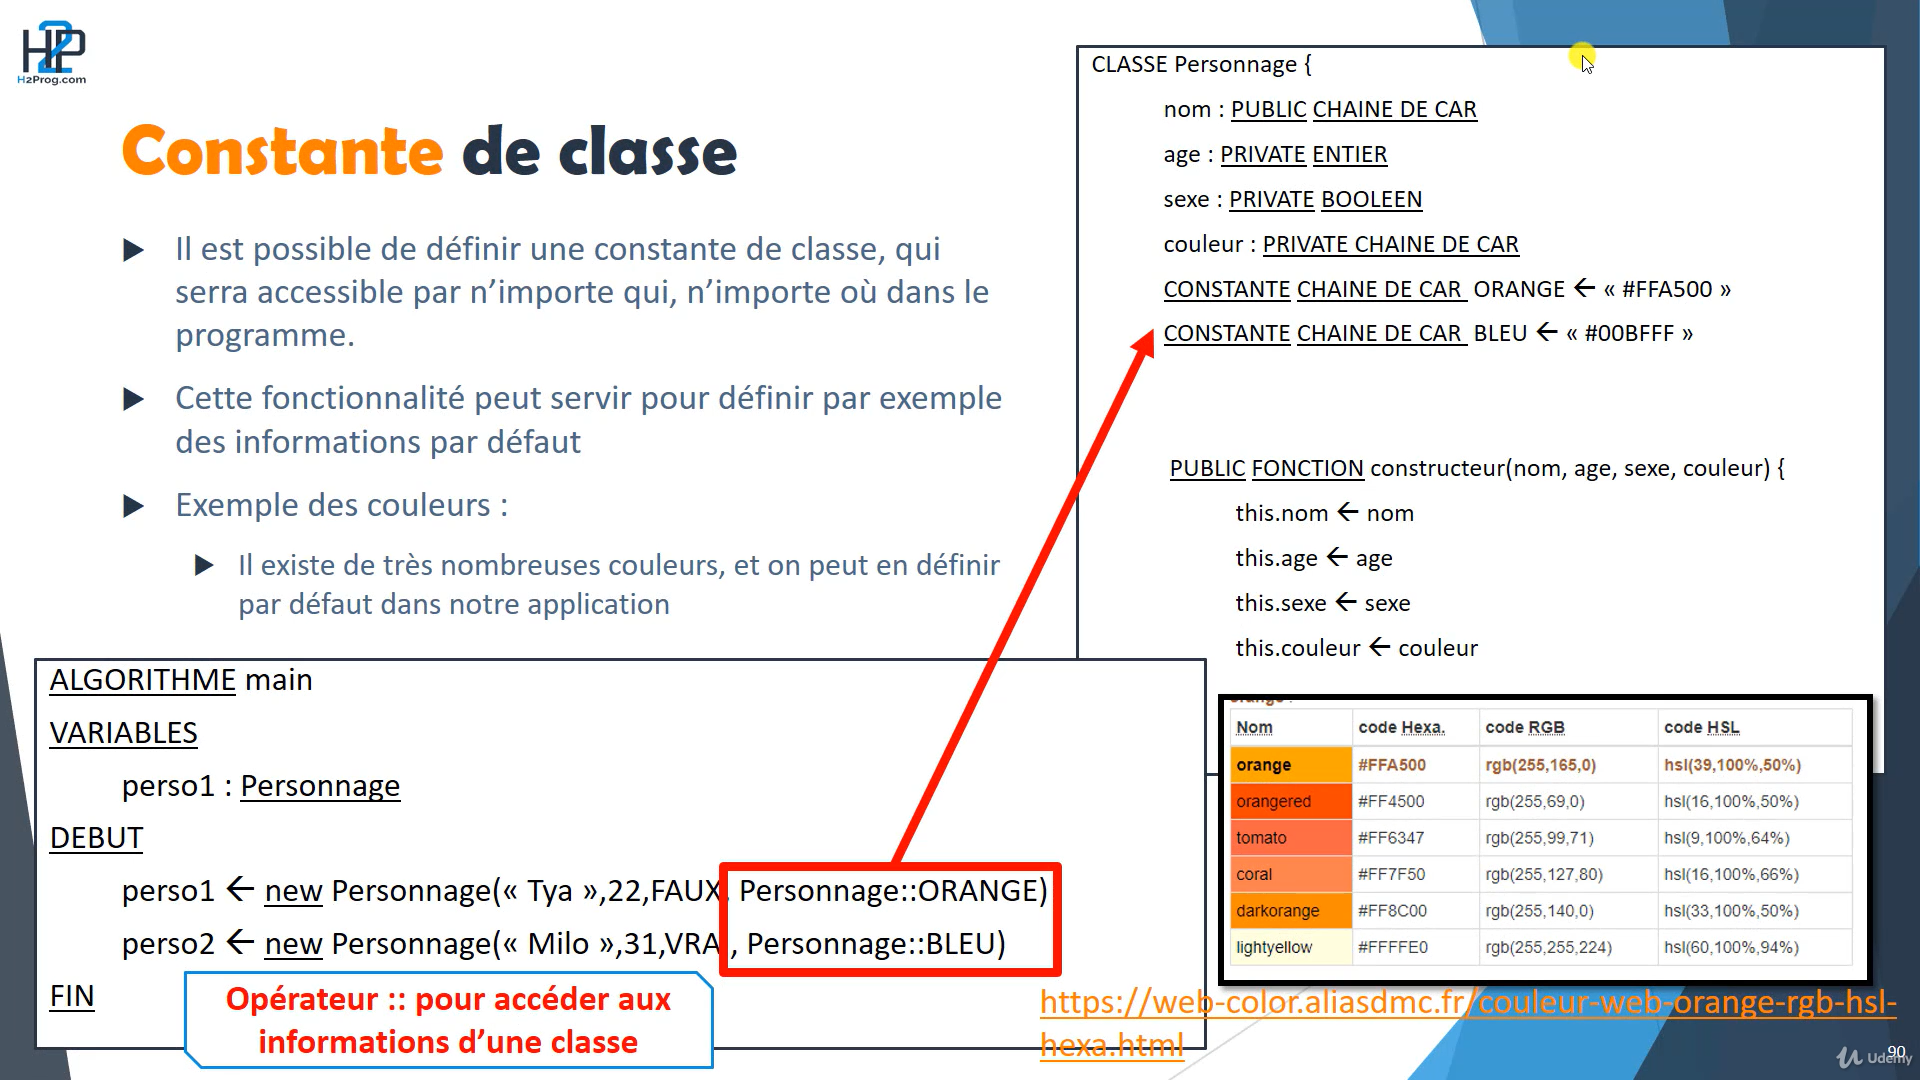 H2P
H2Prog.com
Constante de classe
Il est possible de définir une constante de classe, qui
serra accessible par n’importe qui, n’importe où dans le
programme.
Cette fonctionnalité peut servir pour définir par exemple
des informations par défaut
Exemple des couleurs :
Il existe de très nombreuses couleurs, et on peut en définir
par défaut dans notre application
CLASSE Personnage {
nom : PUBLIC CHAINE DE CAR
age : PRIVATE ENTIER
sexe : PRIVATE BOOLEEN
couleur : PRIVATE CHAINE DE CAR
CONSTANTE CHAINE DE CAR ORANGE ← « #FFA500 »
CONSTANTE CHAINE DE CAR BLEU ← « #00BFFF »
PUBLIC FONCTION constructeur(nom, age, sexe, couleur) {
this.nom ← nom
this.age ← age
this.sexe ← sexe
this.couleur ← couleur
ALGORITHME main
VARIABLES
perso1 : Personnage
DEBUT
perso1 ← new Personnage(« Tya »,22,FAUX, Personnage::ORANGE)
perso2 ← new Personnage(« Milo »,31,VRAI, Personnage::BLEU)
FIN
Opérateur :: pour accéder aux
informations d’une classe
Nom code Hexa. code RGB code HSL
orange #FFA500 rgb(255,165,0) hsl(39,100%,50%)
orangered #FF4500 rgb(255,69,0) hsl(16,100%,50%)
tomato #FF6347 rgb(255,99,71) hsl(9,100%,64%)
coral #FF7F50 rgb(255,127,80) hsl(16,100%,66%)
darkorange #FF8C00 rgb(255,140,0) hsl(33,100%,50%)
lightyellow #FFFFE0 rgb(255,255,224) hsl(60,100%,94%)
https://web-color.aliasdmc.fr/couleur-web-orange-rgb-hsl-
hexa.html
90
Udemy